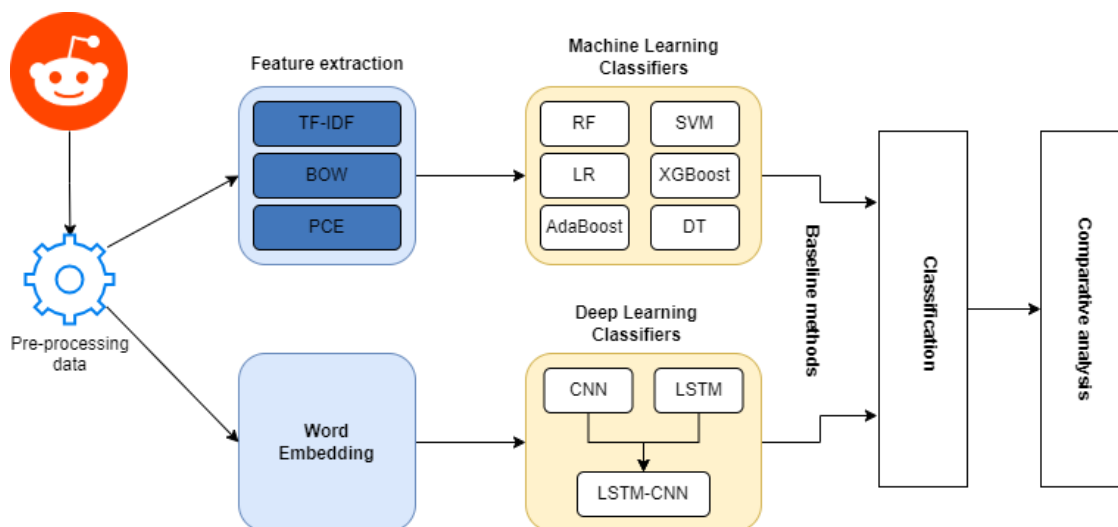 Feature extraction
TF-IDF
BOW
PCE
Machine Learning
Classifiers
RF
SVM
LR
XGBoost
AdaBoost
DT
Pre-processing
data
Word
Embedding
Deep Learning
Classifiers
CNN
LSTM
LSTM-CNN
Baseline methods
Classification
Comparative analysis